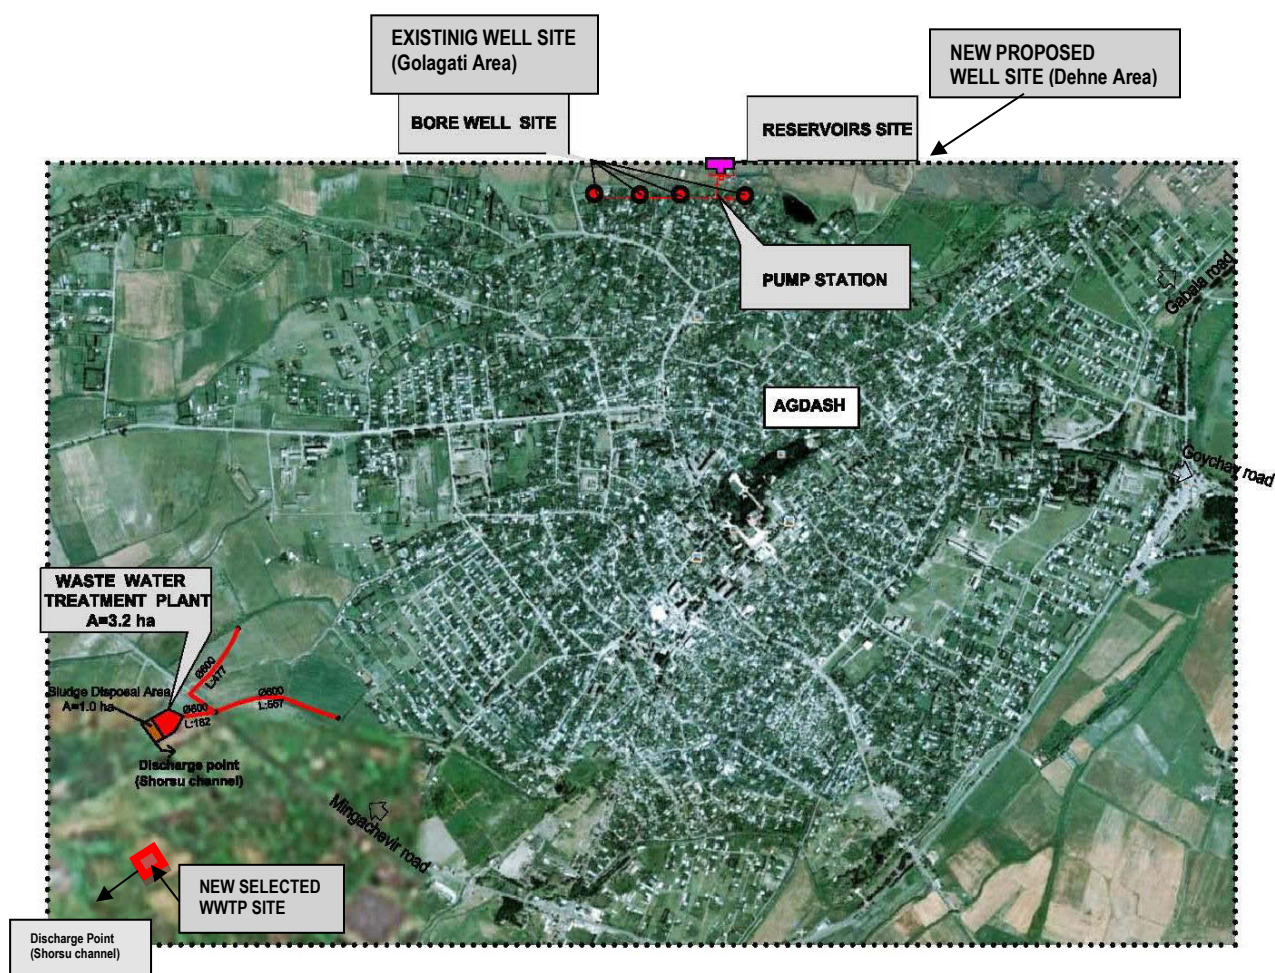 EXISTINIG WELL SITE
(Golagati Area)
NEW PROPOSED
WELL SITE (Dehne Area)
BORE WELL SITE
RESERVOIRS SITE
PUMP STATION
Gabala road
AGDASH
Goychay road
WASTE WATER
TREATMENT PLANT
A=3.2 ha
Ø600
L:477
Sludge Disposal Area
A=1.0 ha
Ø600
L:182
Ø600
L:557
Discharge point
(Shorsu channel)
Mingachevir road
NEW SELECTED
WWTP SITE
Discharge Point
(Shorsu channel)